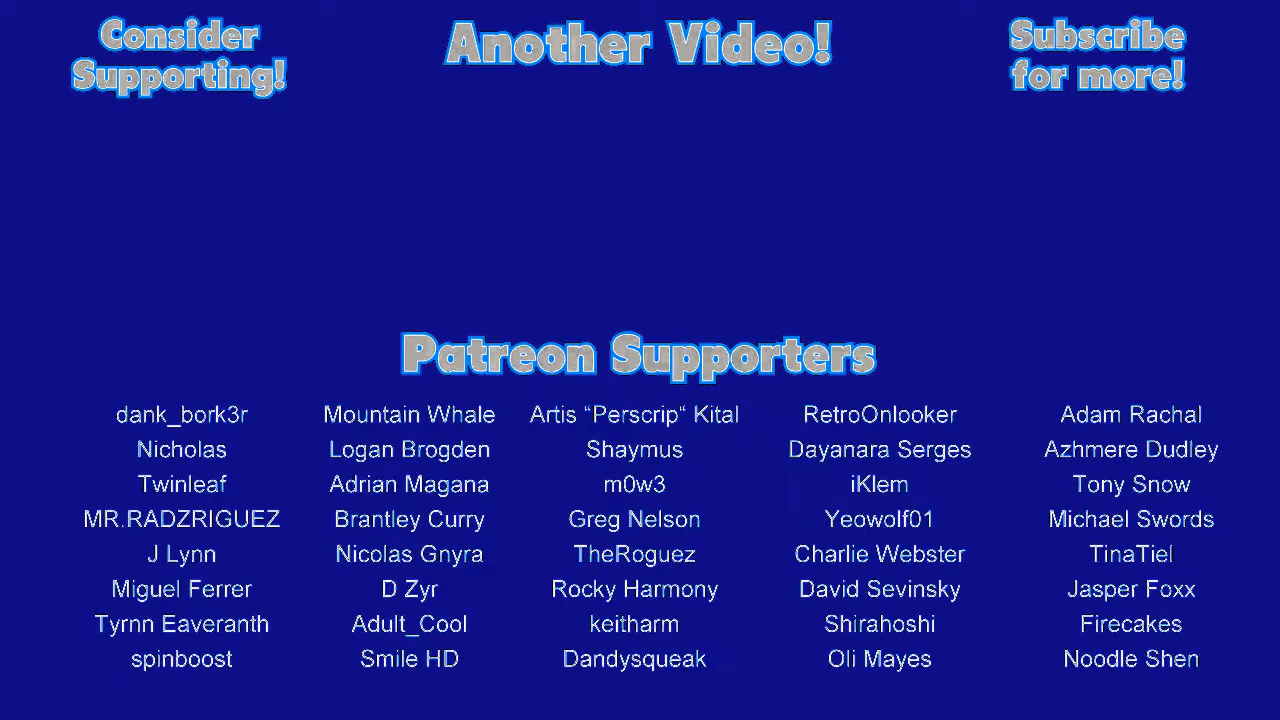 Consider
Supporting!
Another Video!
Subscribe
for more!
Patreon Supporters
dank_bork3r Mountain Whale Artis “Perscrip“ Kital RetroOnlooker Adam Rachal
Nicholas Logan Brogden Shaymus Dayanara Serges Azhmere Dudley
Twinleaf Adrian Magana m0w3 iKlem Tony Snow
MR.RADZRIGUEZ Brantley Curry Greg Nelson Yeowolf01 Michael Swords
J Lynn Nicolas Gnyra TheRoguez Charlie Webster TinaTiel
Miguel Ferrer D Zyr Rocky Harmony David Sevinsky Jasper Foxx
Tyrnn Eaveranth Adult_Cool keitharm Shirahoshi Firecakes
spinboost Smile HD Dandysqueak Oli Mayes Noodle Shen